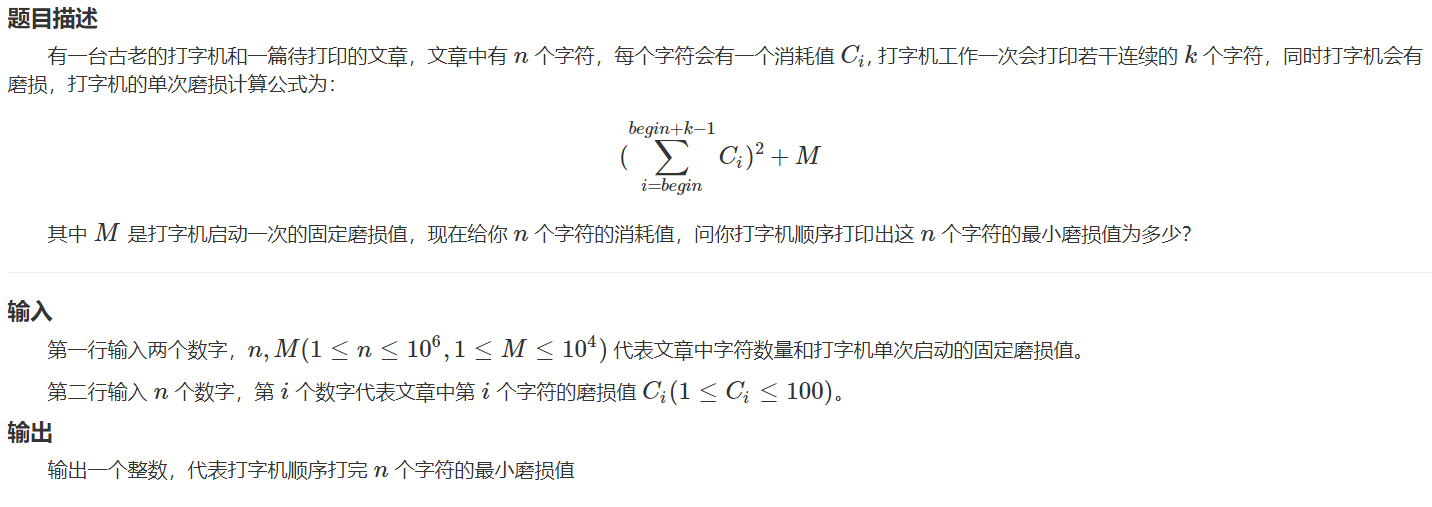 题目描述
有一台古老的打字机和一篇待打印的文章，文章中有 n 个字符，每个字符会有一个消耗值 C_i, 打字机工作一次会打印若干连续的 k 个字符，同时打字机会有
磨损，打字机的单次磨损计算公式为：
(\sum_{i=begin}^{begin+k-1} C_i)^2 + M
其中 M 是打字机启动一次的固定磨损值，现在给你 n 个字符的消耗值，问你打字机顺序打印出这 n 个字符的最小磨损值为多少？
输入
第一行输入两个数字，n, M(1 ≤ n ≤ 10^6, 1 ≤ M ≤ 10^4) 代表文章中字符数量和打字机单次启动的固定磨损值。
第二行输入 n 个数字，第 i 个数字代表文章中第 i 个字符的磨损值 C_i(1 ≤ C_i ≤ 100)。
输出
输出一个整数，代表打字机顺序打完 n 个字符的最小磨损值